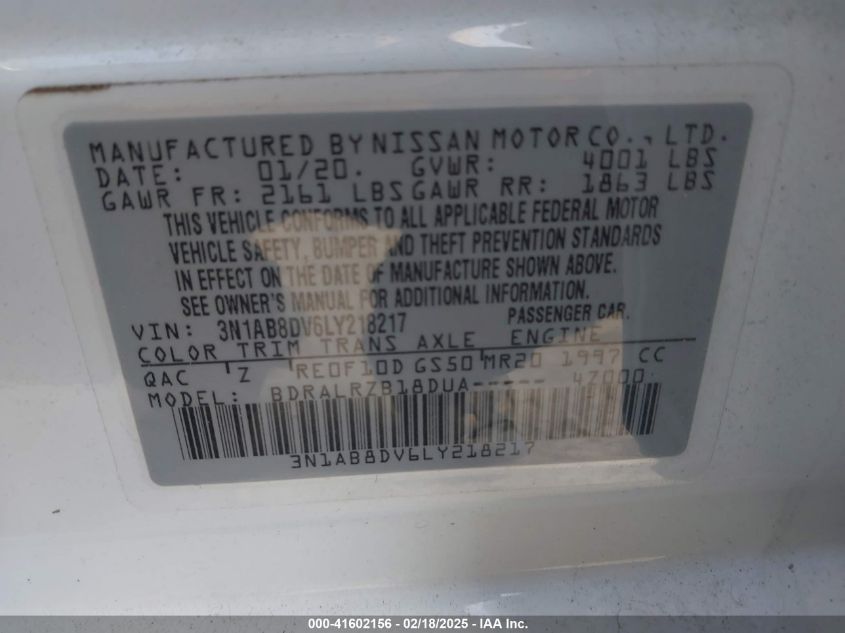 MANUFACTURED BY NISSAN MOTOR CO., LTD.
DATE: 01/20. GVWR: 4001 LBS
GAWR FR: 2161 LBS GAWR RR: 1863 LBS
THIS VEHICLE CONFORMS TO ALL APPLICABLE FEDERAL MOTOR
VEHICLE SAFETY, BUMPER AND THEFT PREVENTION STANDARDS
IN EFFECT ON THE DATE OF MANUFACTURE SHOWN ABOVE.
SEE OWNER'S MANUAL FOR ADDITIONAL INFORMATION.
VIN: 3N1AB8DV6LY218217 PASSENGER CAR.
COLOR TRIM TRANS AXLE ENGINE
QAC Z RE0F10D GS50 MR20 1997 CC
MODEL: BDRALRZB18DUA----- 47000
3N1AB8DV6LY218217
000-41602156 - 02/18/2025 - IAA Inc.